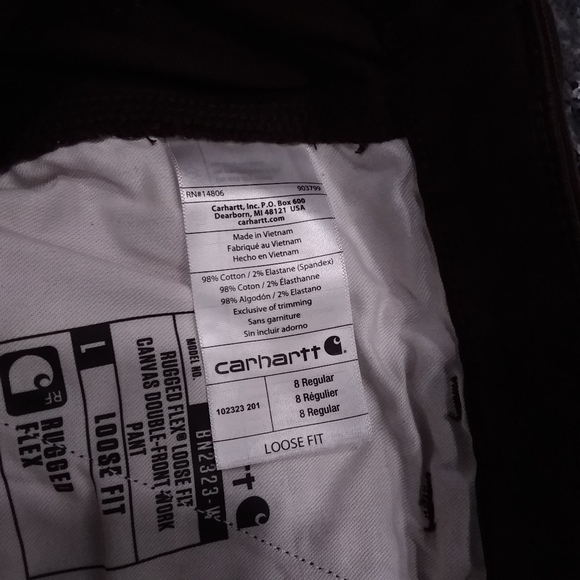 RN#14806 903799
Carhartt, Inc. P.O. Box 600
Dearborn, MI 48121 USA
carhartt.com
Made in Vietnam
Fabriqué au Vietnam
Hecho en Vietnam
98% Cotton / 2% Elastane (Spandex)
98% Coton / 2% Élasthanne
98% Algodón / 2% Elastano
Exclusive of trimming
Sans garniture
Sin incluir adorno
carhartt
102323 201
8 Regular
8 Régulier
8 Regular
LOOSE FIT
MODEL NO.
BN2323-W
RUGGED FLEX® LOOSE FIT
CANVAS DOUBLE-FRONT WORK
PANT
L
LOOSE FIT
RF
RUGGED
FLEX
tt